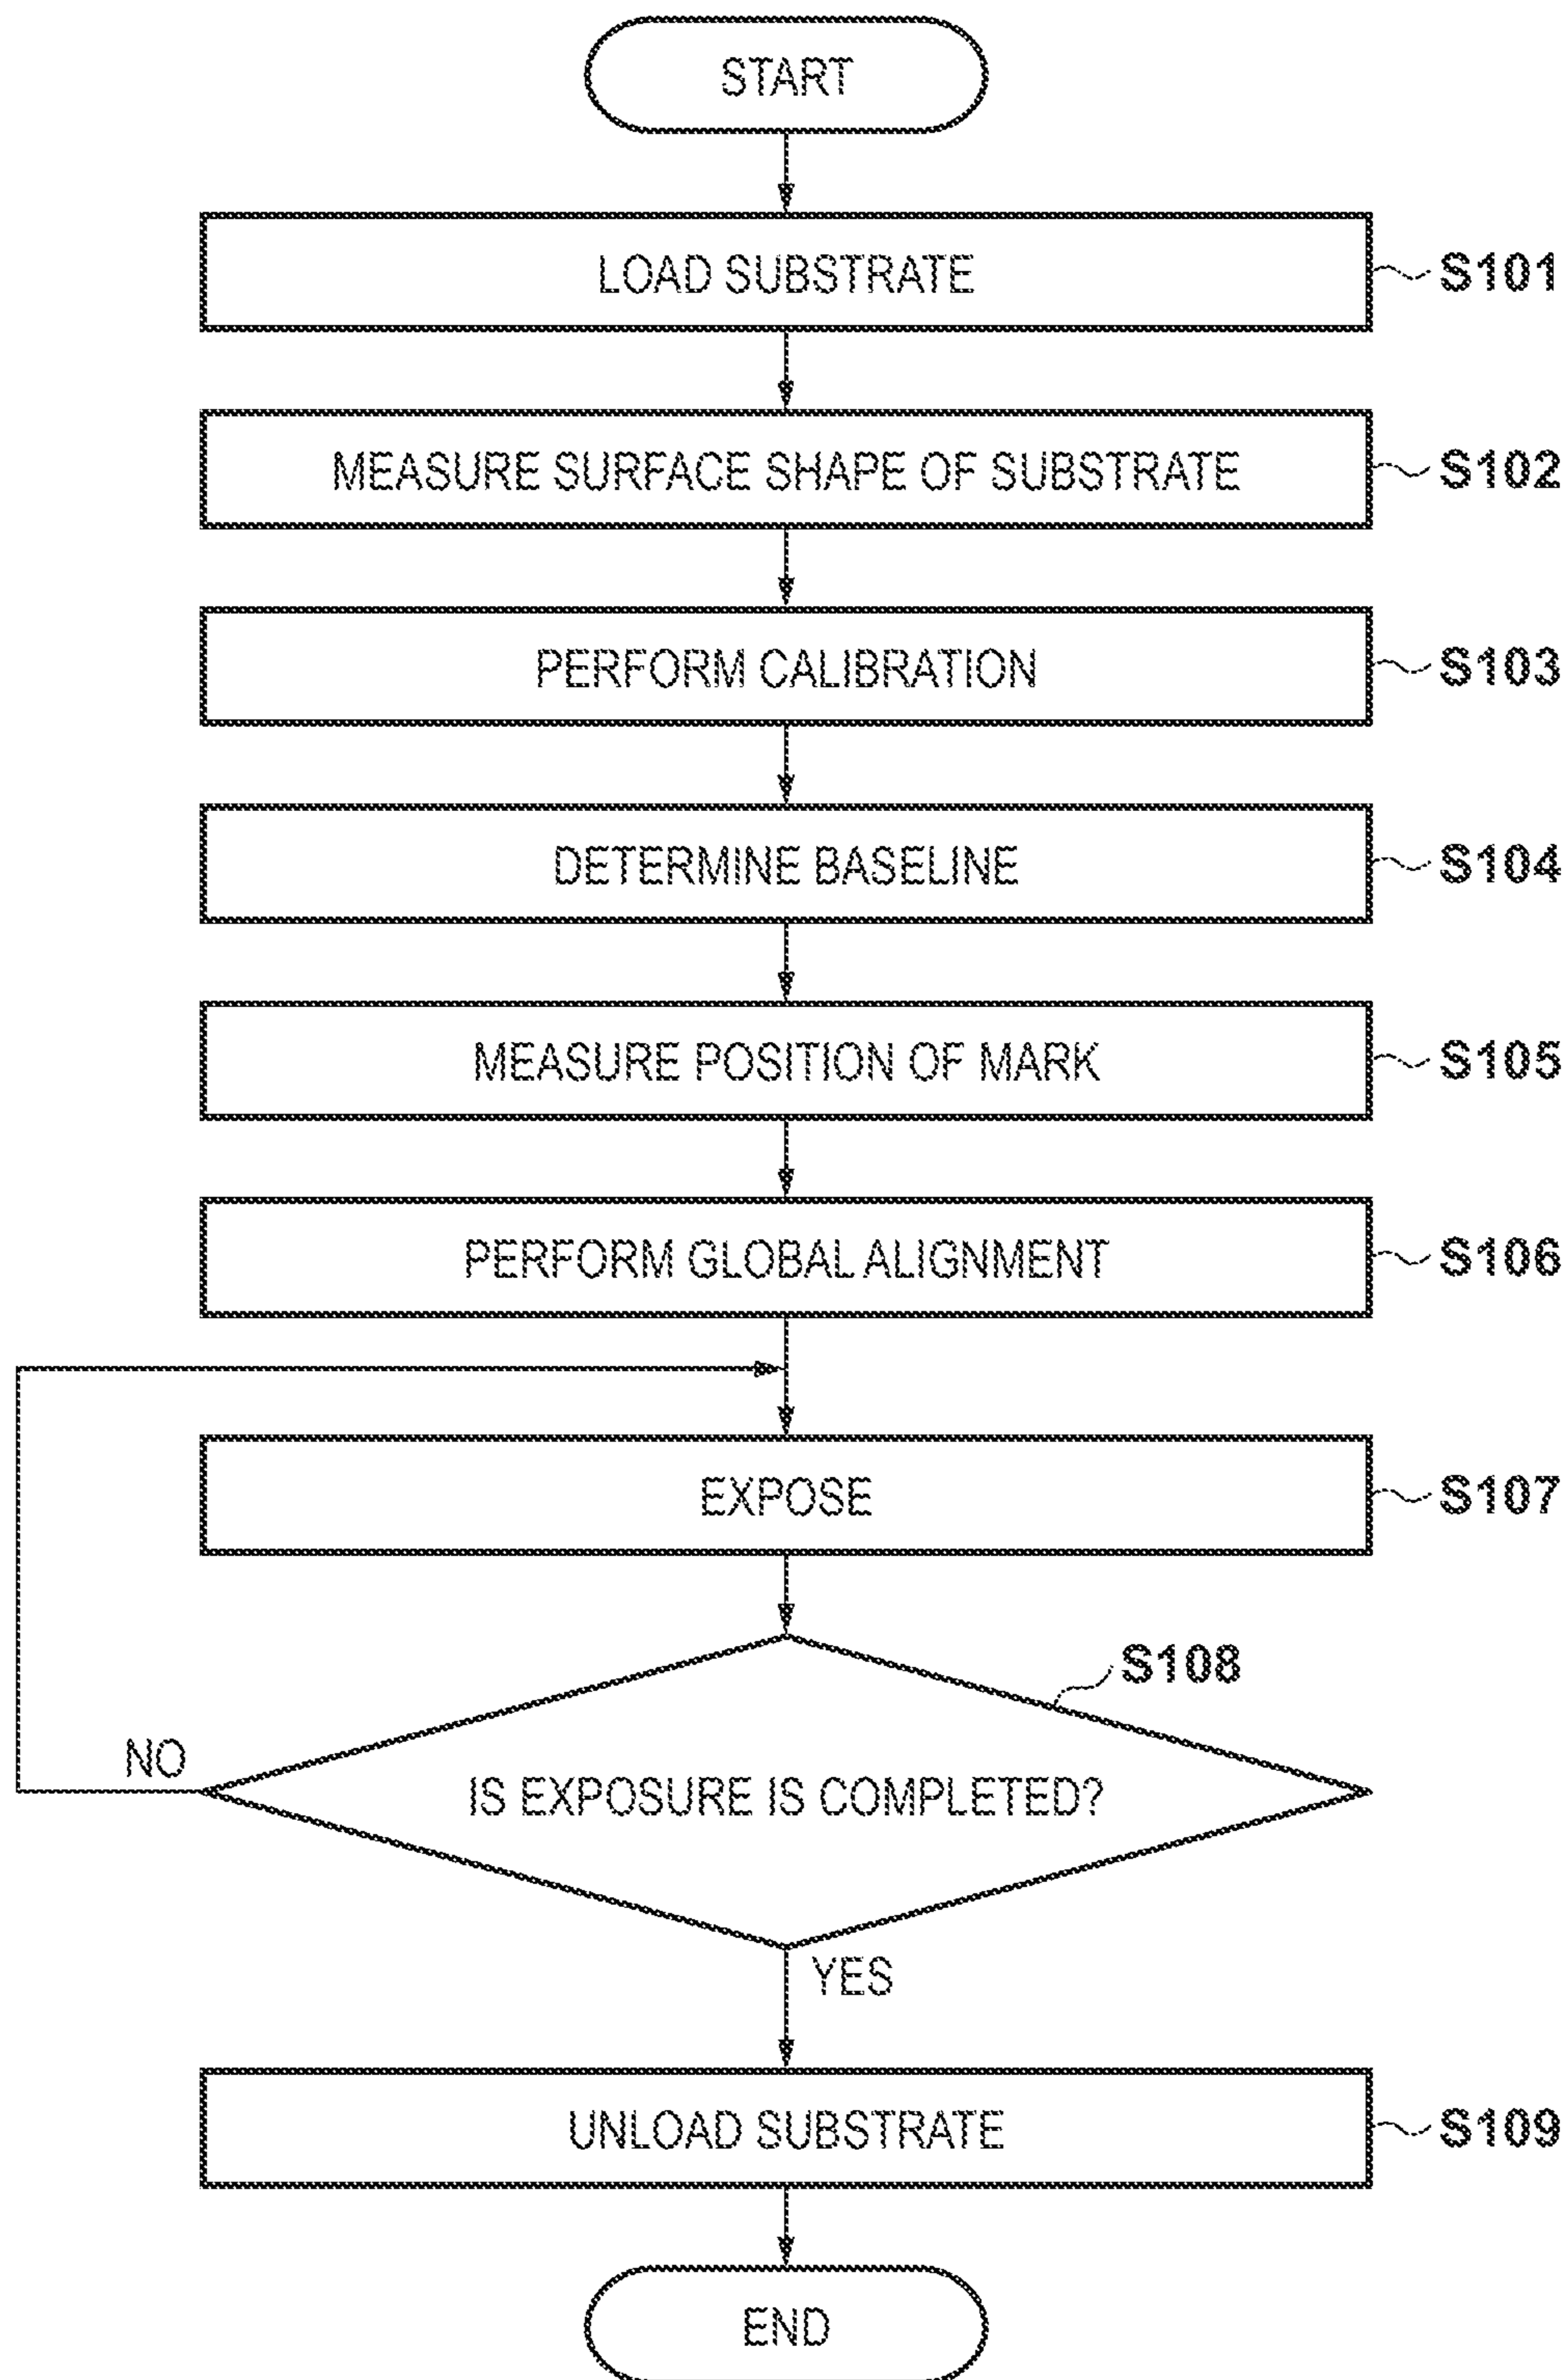 START
LOAD SUBSTRATE
S101
MEASURE SURFACE SHAPE OF SUBSTRATE
S102
PERFORM CALIBRATION
S103
DETERMINE BASELINE
S104
MEASURE POSITION OF MARK
S105
PERFORM GLOBAL ALIGNMENT
S106
EXPOSE
S107
S108
NO
IS EXPOSURE IS COMPLETED?
YES
UNLOAD SUBSTRATE
S109
END